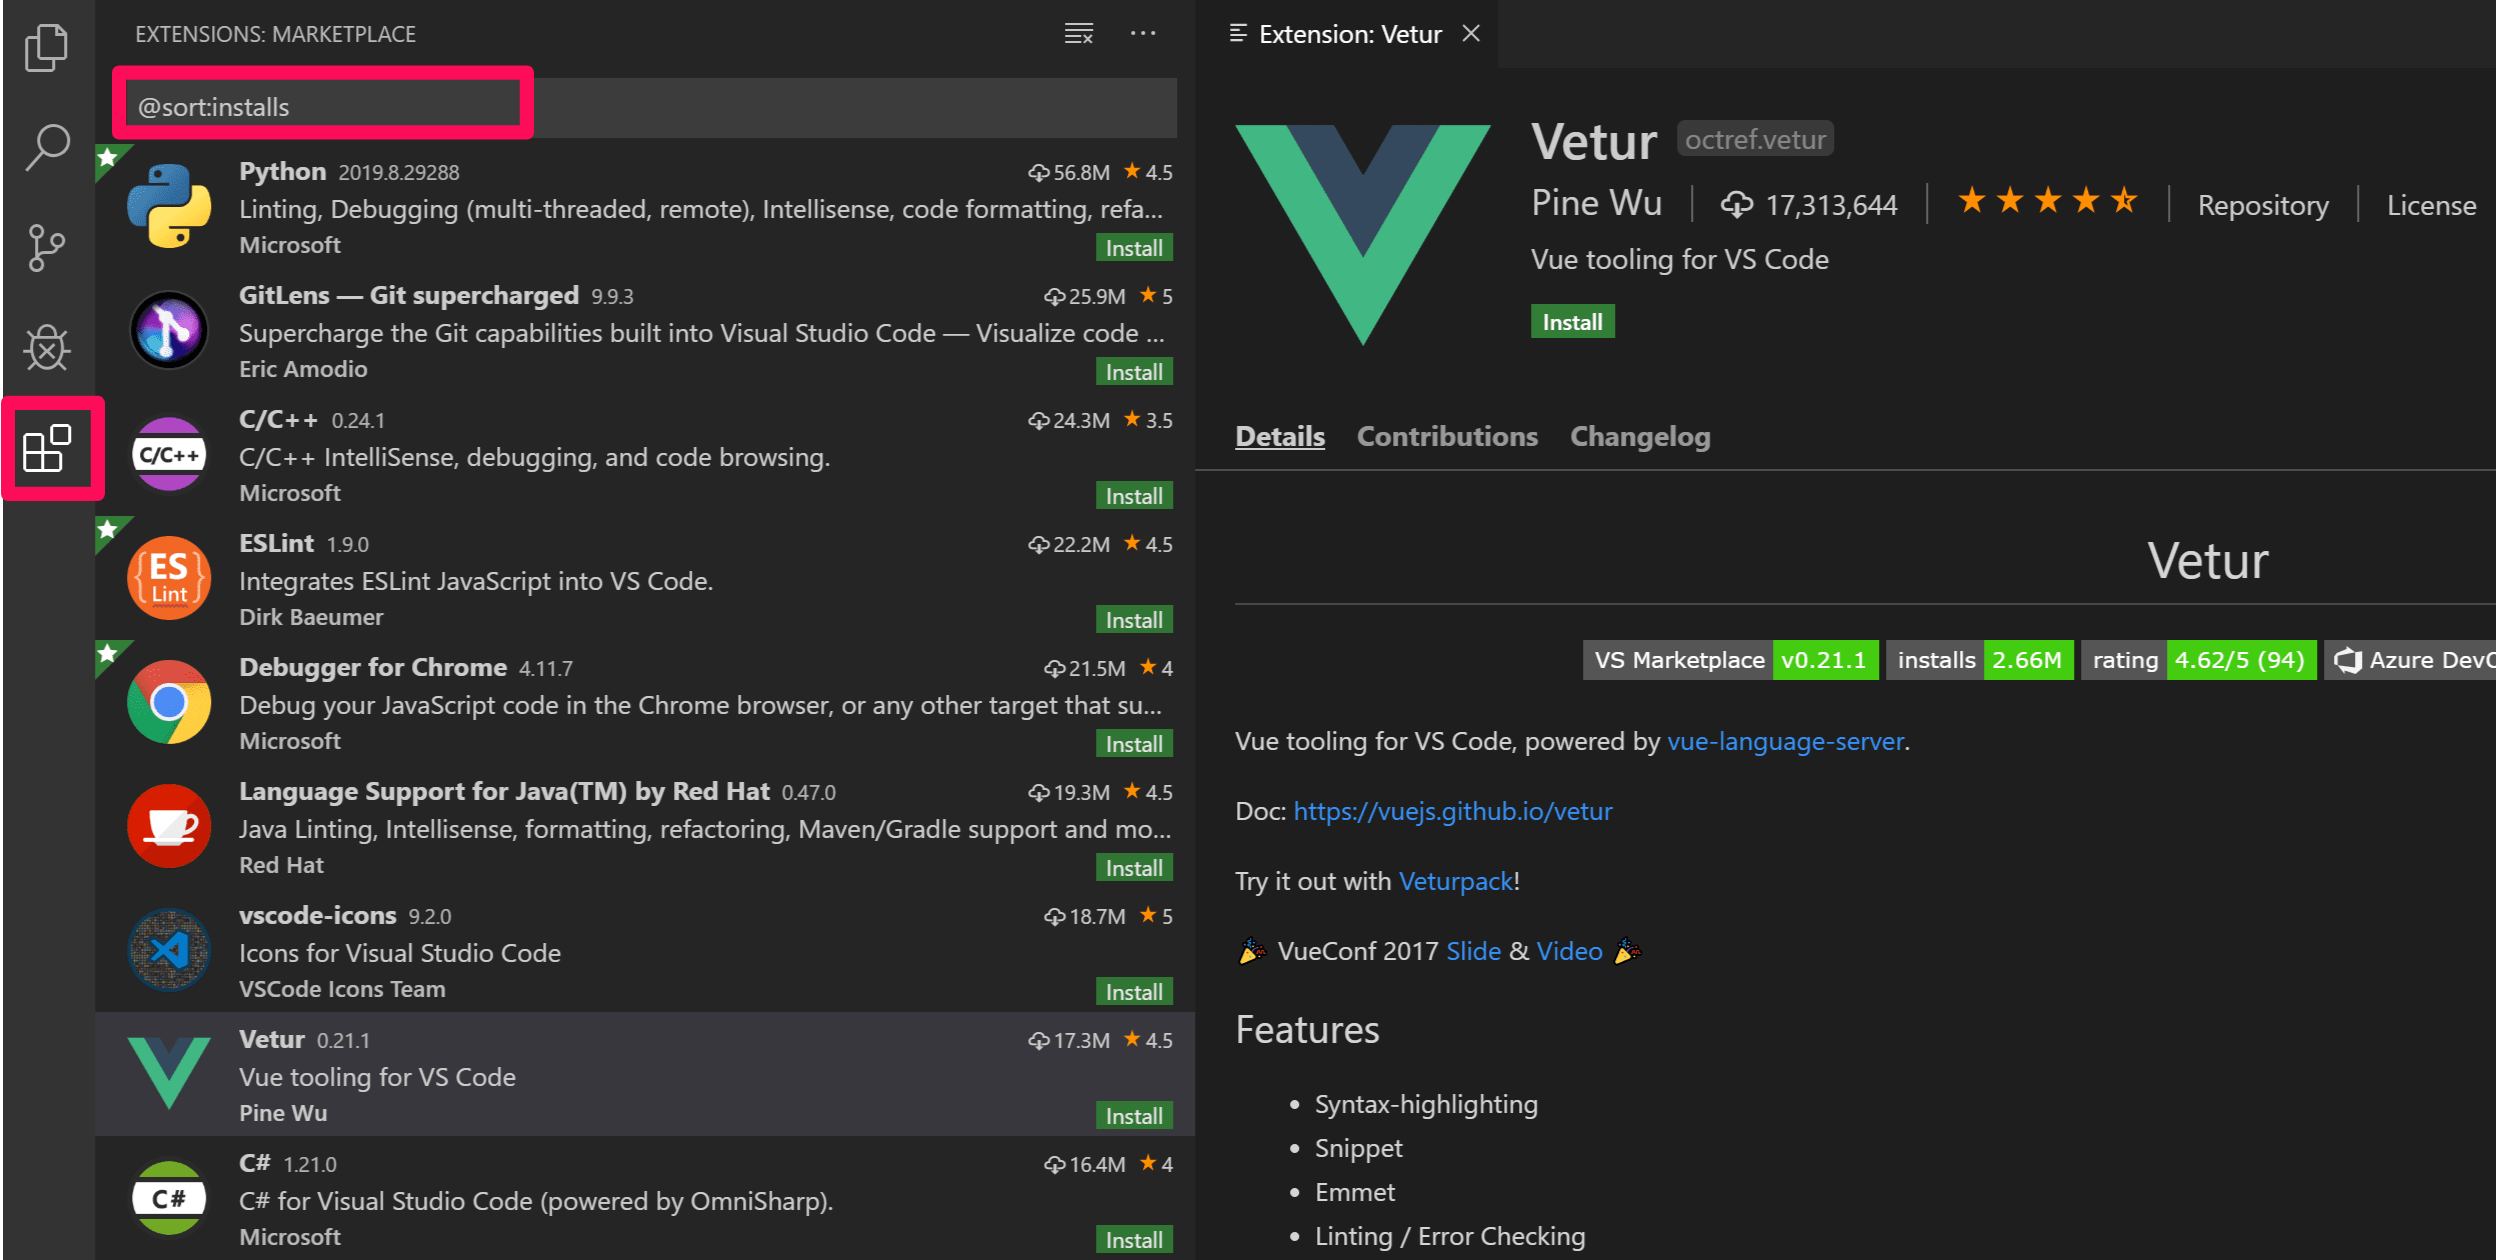 EXTENSIONS: MARKETPLACE
@sort:installs
Python 2019.8.29288 56.8M 4.5
Linting, Debugging (multi-threaded, remote), Intellisense, code formatting, refa...
Microsoft Install
GitLens — Git supercharged 9.9.3 25.9M 5
Supercharge the Git capabilities built into Visual Studio Code — Visualize code ...
Eric Amodio Install
C/C++
C/C++ 0.24.1 24.3M 3.5
C/C++ IntelliSense, debugging, and code browsing.
Microsoft Install
{ES}
Lint
ESLint 1.9.0 22.2M 4.5
Integrates ESLint JavaScript into VS Code.
Dirk Baeumer Install
Debugger for Chrome 4.11.7 21.5M 4
Debug your JavaScript code in the Chrome browser, or any other target that su...
Microsoft Install
Language Support for Java(TM) by Red Hat 0.47.0 19.3M 4.5
Java Linting, Intellisense, formatting, refactoring, Maven/Gradle support and mo...
Red Hat Install
vscode-icons 9.2.0 18.7M 5
Icons for Visual Studio Code
VSCode Icons Team Install
Vetur 0.21.1 17.3M 4.5
Vue tooling for VS Code
Pine Wu Install
C#
C# 1.21.0 16.4M 4
C# for Visual Studio Code (powered by OmniSharp).
Microsoft Install
Extension: Vetur
Vetur octref.vetur
Pine Wu | 17,313,644 | Repository | License
Vue tooling for VS Code
Install
Details Contributions Changelog
Vetur
VS Marketplace v0.21.1 installs 2.66M rating 4.62/5 (94) Azure DevO
Vue tooling for VS Code, powered by vue-language-server.
Doc: https://vuejs.github.io/vetur
Try it out with Veturpack!
🎉 VueConf 2017 Slide & Video 🎉
Features
• Syntax-highlighting
• Snippet
• Emmet
• Linting / Error Checking